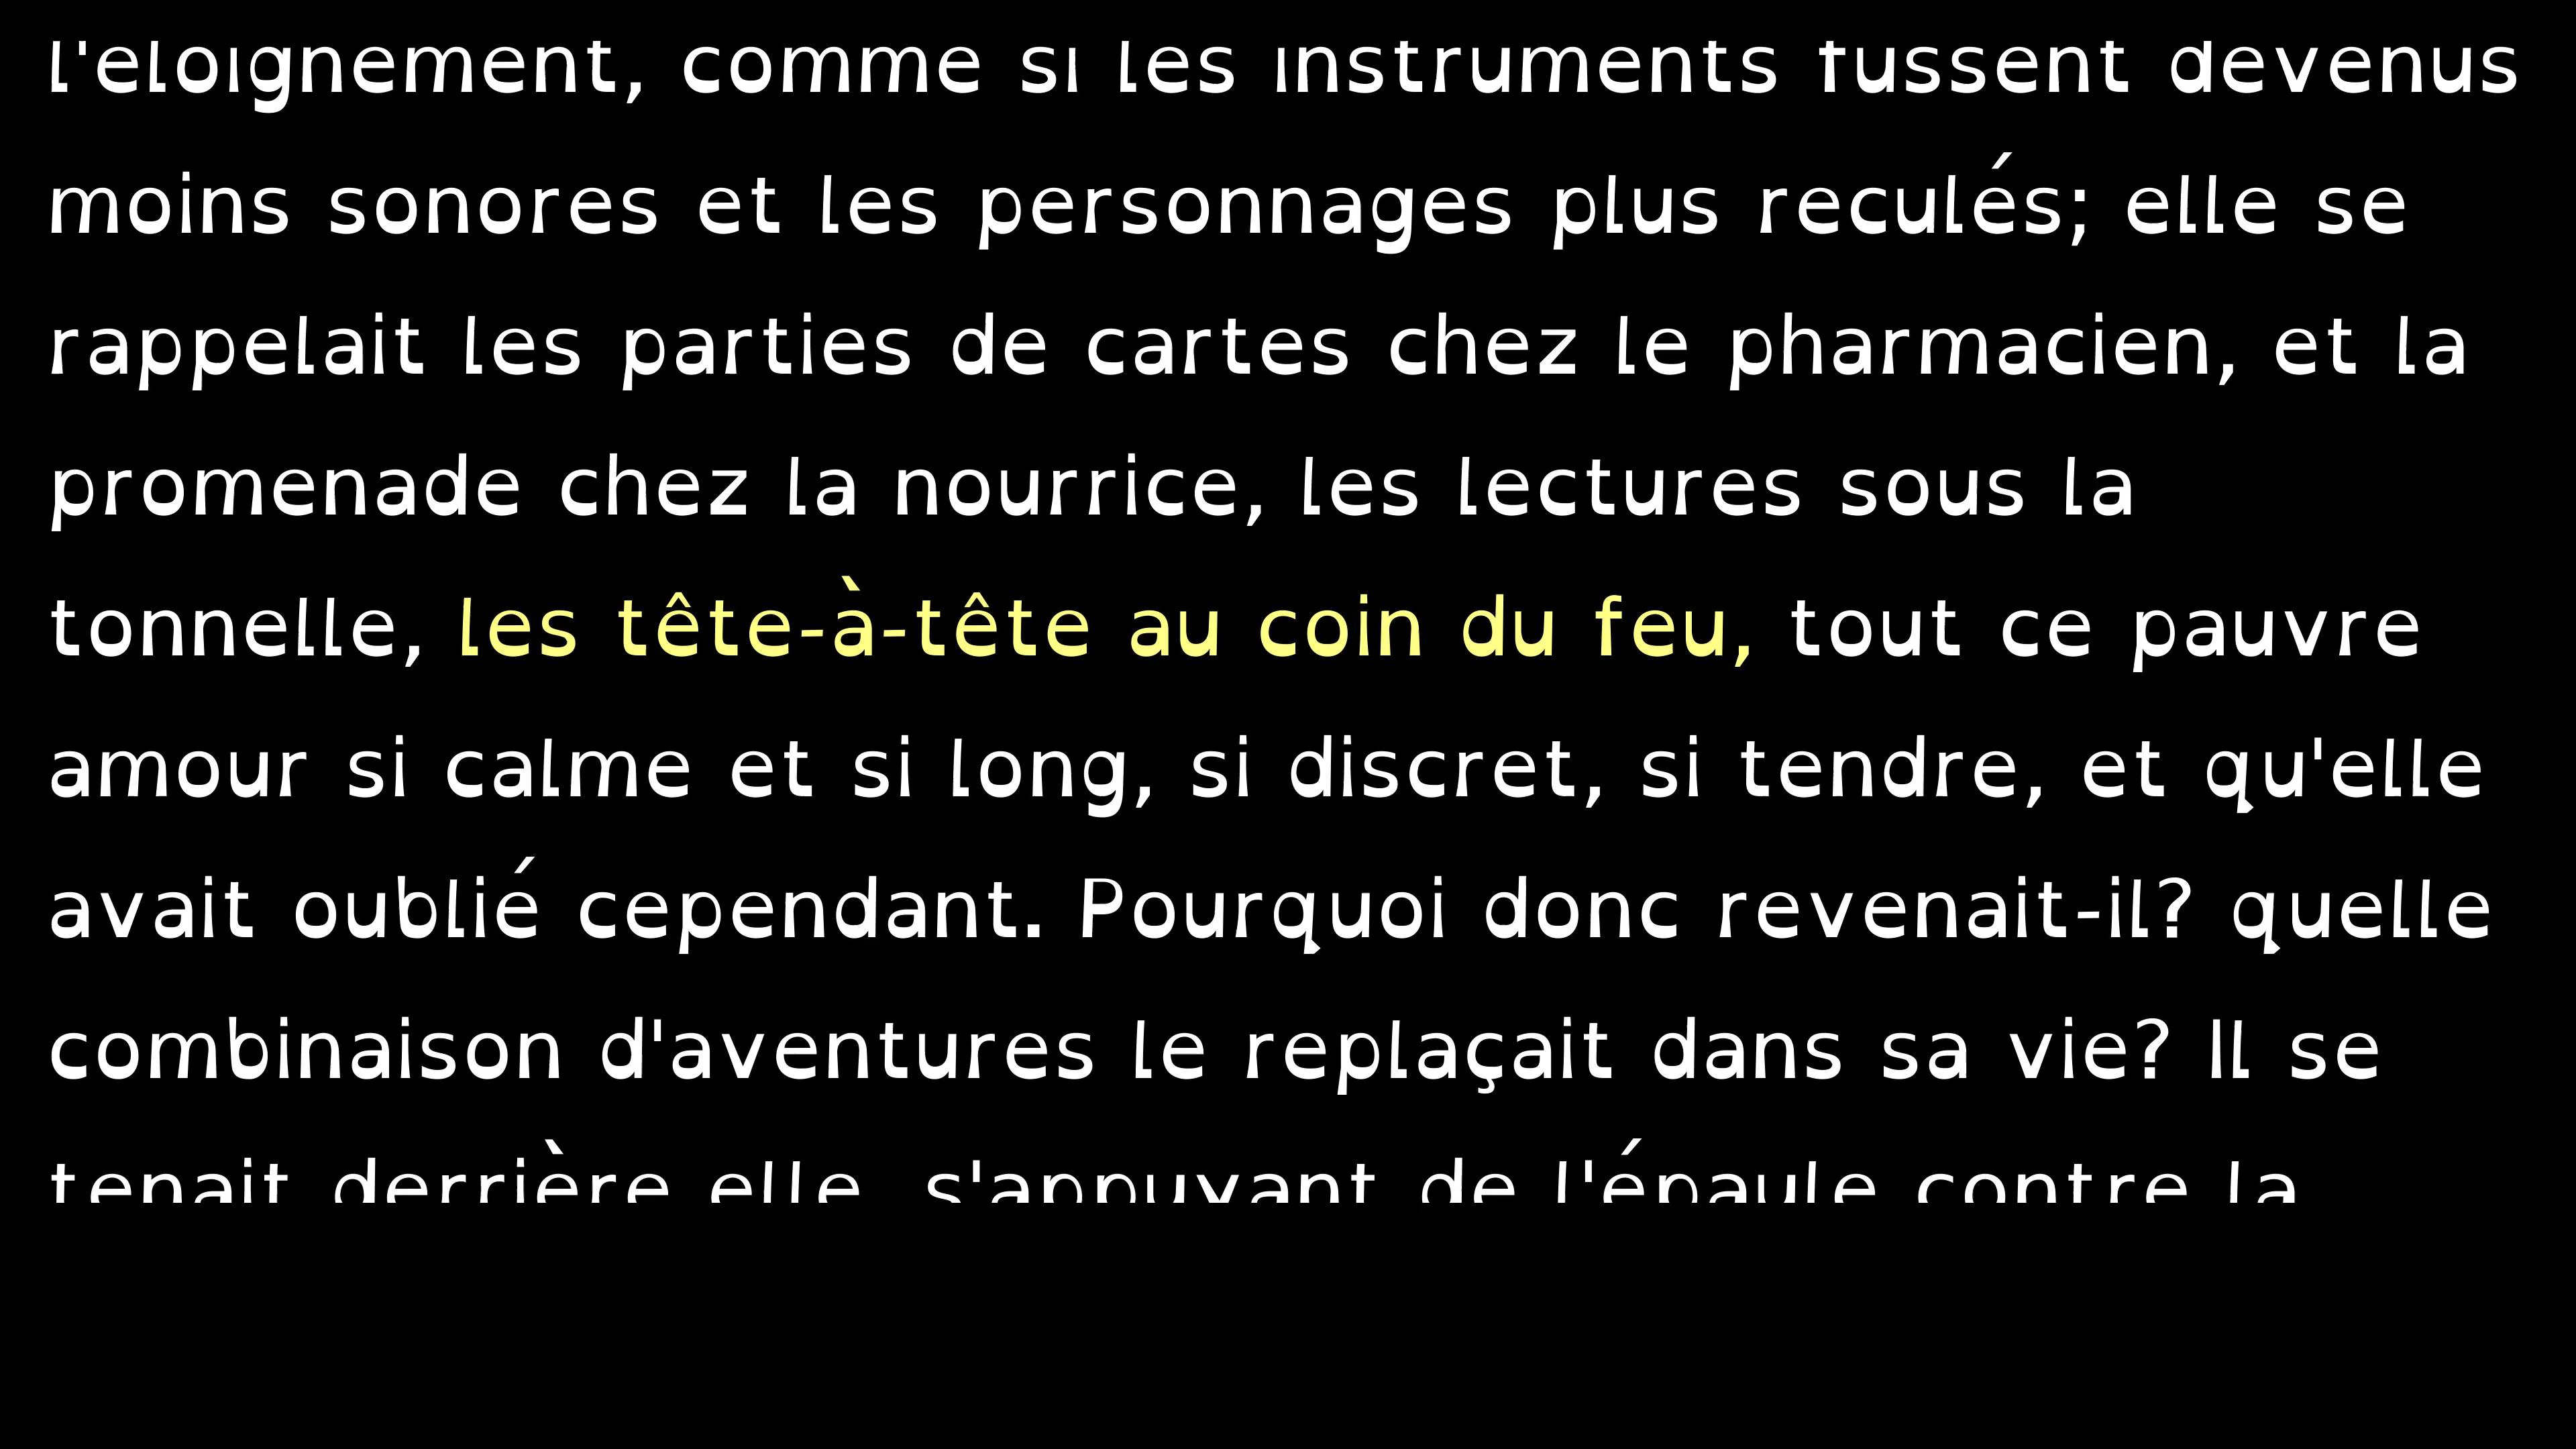 l'éloignement, comme si les instruments fussent devenus
moins sonores et les personnages plus reculés; elle se
rappelait les parties de cartes chez le pharmacien, et la
promenade chez la nourrice, les lectures sous la
tonnelle, les tête-à-tête au coin du feu, tout ce pauvre
amour si calme et si long, si discret, si tendre, et qu'elle
avait oublié cependant. Pourquoi donc revenait-il? quelle
combinaison d'aventures le replaçait dans sa vie? Il se
tenait derrière elle, s'appuyant de l'épaule contre la